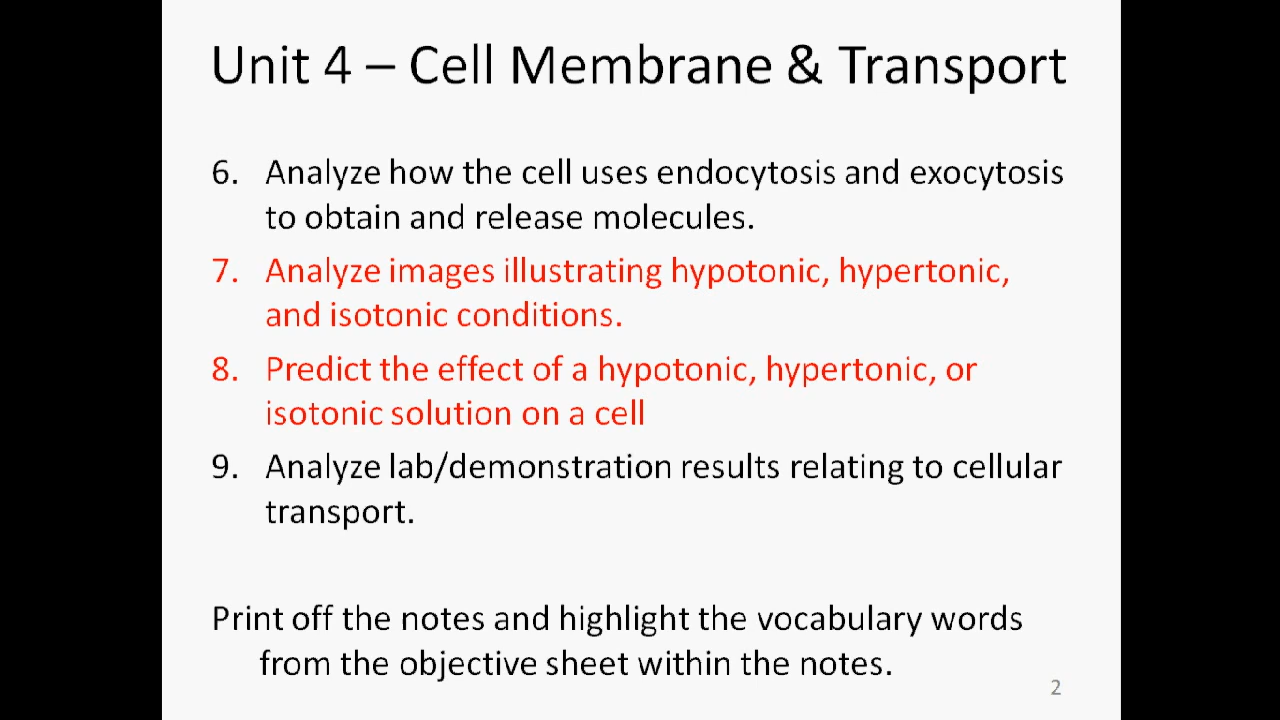 Unit 4 – Cell Membrane & Transport
6. Analyze how the cell uses endocytosis and exocytosis
to obtain and release molecules.
7. Analyze images illustrating hypotonic, hypertonic,
and isotonic conditions.
8. Predict the effect of a hypotonic, hypertonic, or
isotonic solution on a cell
9. Analyze lab/demonstration results relating to cellular
transport.
Print off the notes and highlight the vocabulary words
from the objective sheet within the notes.
2